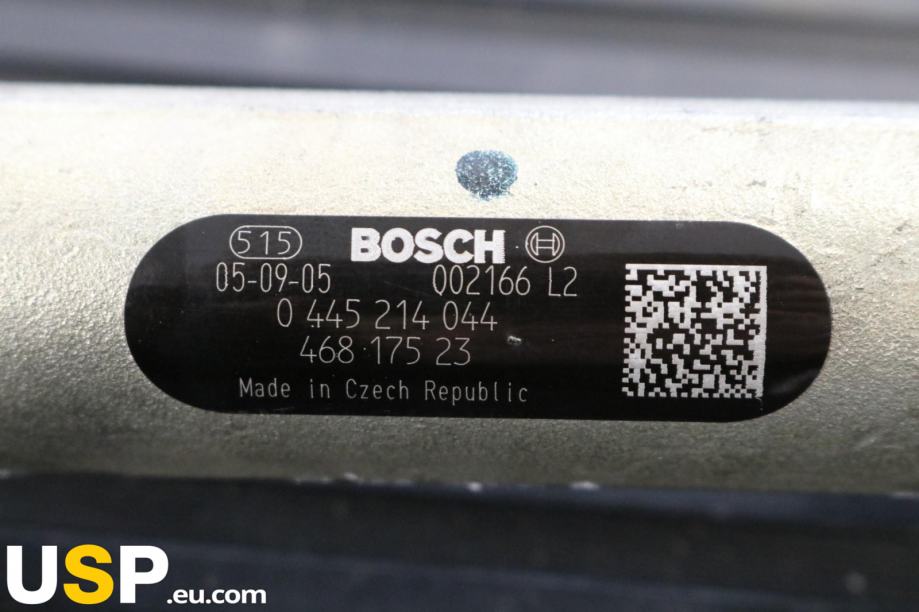 515 BOSCH H
05-09-05 002166 L2
0 445 214 044
468 175 23
Made in Czech Republic
USP.eu.com